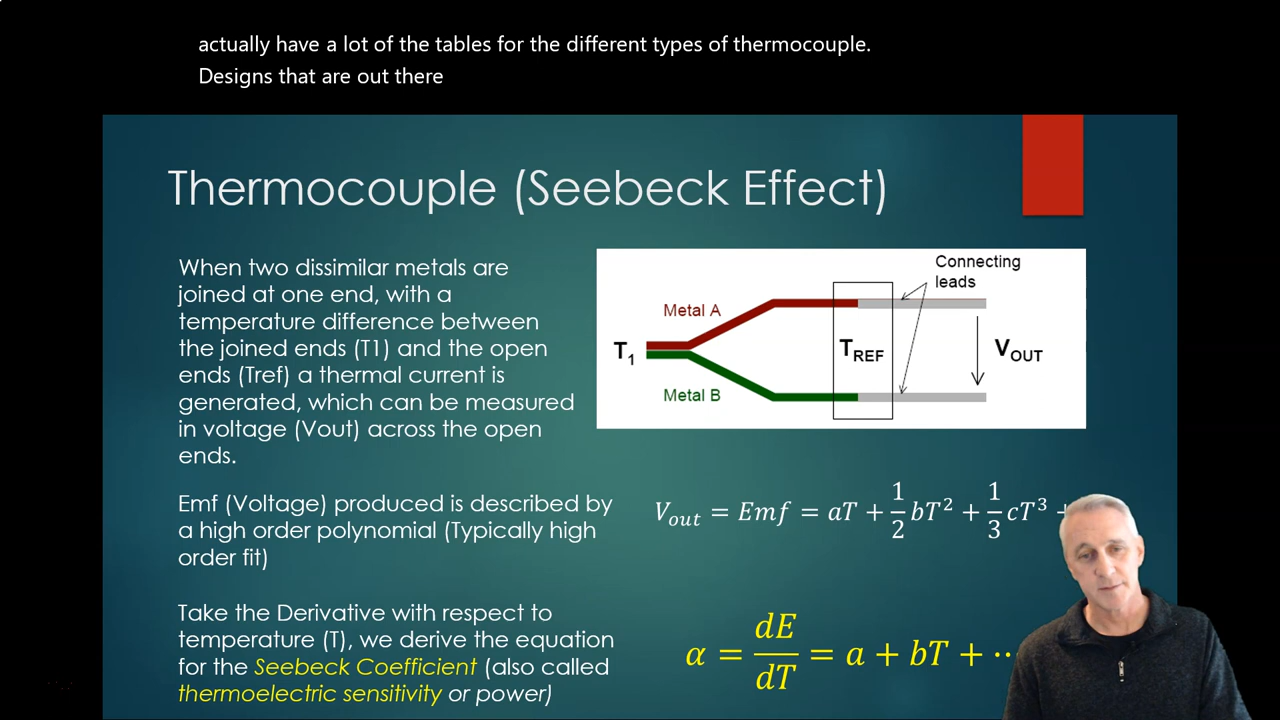 actually have a lot of the tables for the different types of thermocouple.
Designs that are out there
Thermocouple (Seebeck Effect)
When two dissimilar metals are
joined at one end, with a
temperature difference between
the joined ends (T1) and the open
ends (Tref) a thermal current is
generated, which can be measured
in voltage (Vout) across the open
ends.
Connecting
leads
Metal A
T₁
T_REF
V_OUT
Metal B
Emf (Voltage) produced is described by
a high order polynomial (Typically high
order fit)
V_out = Emf = aT + 1/2 bT² + 1/3 cT³ +
Take the Derivative with respect to
temperature (T), we derive the equation
for the Seebeck Coefficient (also called
thermoelectric sensitivity or power)
α = dE/dT = a + bT + ··